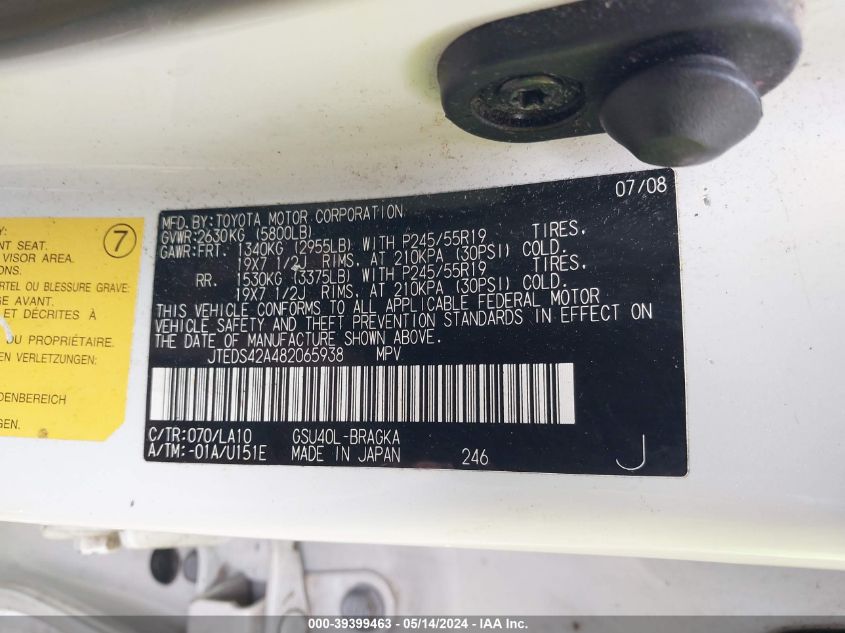 07/08
MFD.BY:TOYOTA MOTOR CORPORATION
GVWR:2630KG (5800LB)
GAWR:FRT. 1340KG (2955LB) WITH P245/55R19 TIRES.
19X7 1/2J RIMS. AT 210KPA (30PSI) COLD.
RR. 1530KG (3375LB) WITH P245/55R19 TIRES.
19X7 1/2J RIMS. AT 210KPA (30PSI) COLD.
THIS VEHICLE CONFORMS TO ALL APPLICABLE FEDERAL MOTOR
VEHICLE SAFETY AND THEFT PREVENTION STANDARDS IN EFFECT ON
THE DATE OF MANUFACTURE SHOWN ABOVE.
JTEDS42A482065938 MPV
C/TR:070/LA10 GSU40L-BRAGKA
A/TM:-01A/U151E MADE IN JAPAN 246 J
7
NT SEAT.
VISOR AREA.
RTEL OU BLESSURE GRAVE:
GE AVANT.
ET DÉCRITES À
DU PROPRIÉTAIRE.
EN VERLETZUNGEN:
DENBEREICH
GEN.
000-39399463 - 05/14/2024 - IAA Inc.